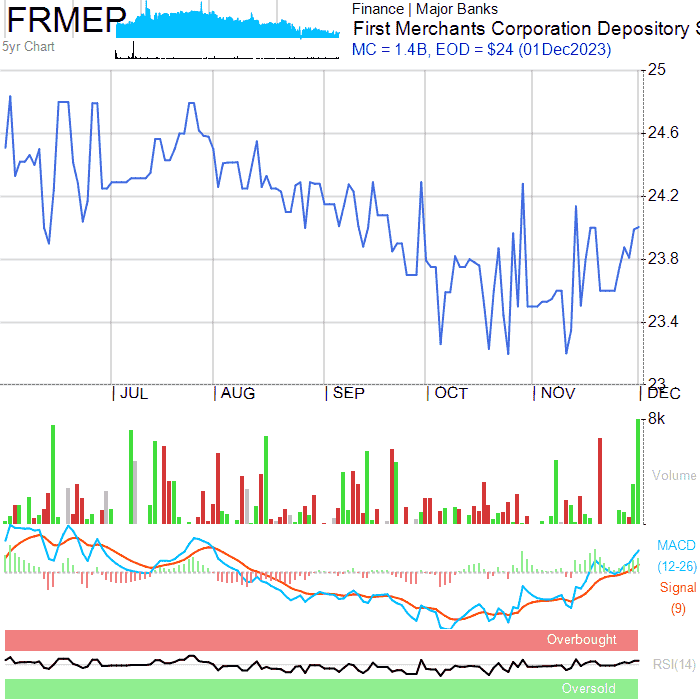 FRMEP
Finance | Major Banks
First Merchants Corporation Depository S
MC = 1.4B, EOD = $24 (01Dec2023)
5yr Chart
25
24.6
24.2
23.8
23.4
23
| JUL | AUG | SEP | OCT | NOV | DEC
8k
Volume
MACD
(12-26)
Signal
(9)
Overbought
RSI(14)
Oversold